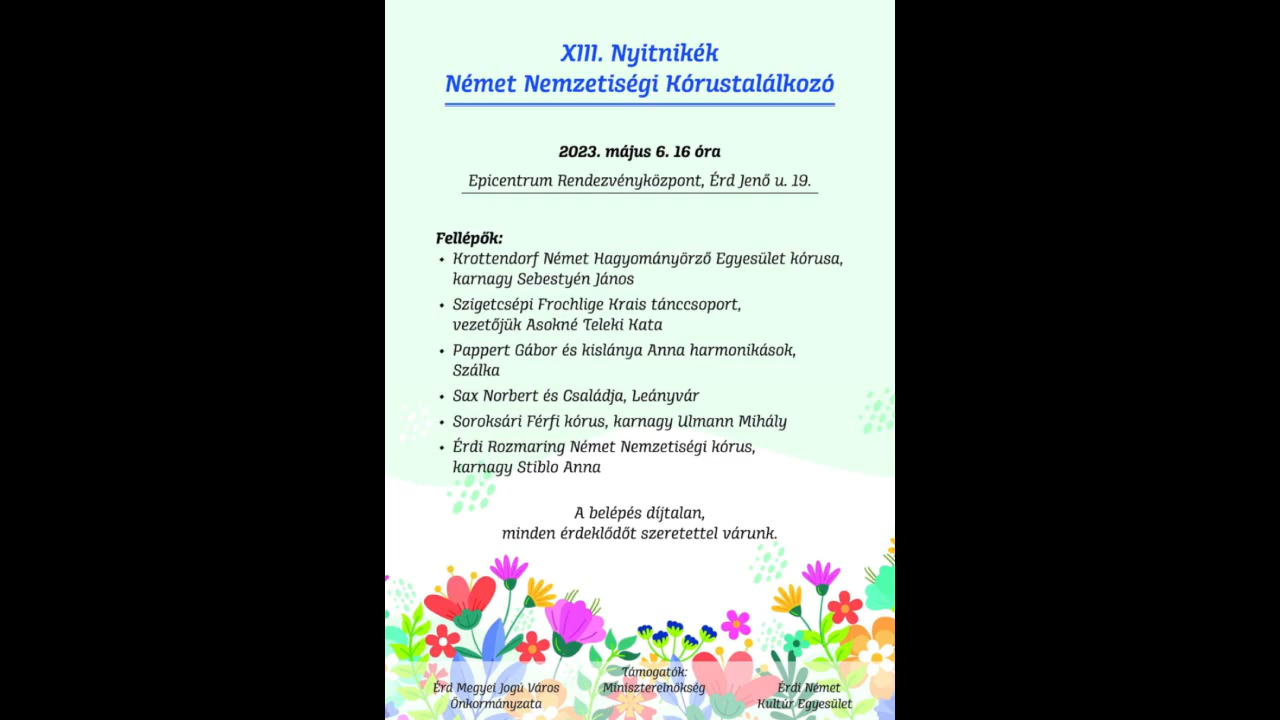 XIII. Nyitnikék
Német Nemzetiségi Kórustalálkozó
2023. május 6. 16 óra
Epicentrum Rendezvényközpont, Érd Jenő u. 19.
Fellépők:
• Krottendorf Német Hagyományörző Egyesület kórusa,
karnagy Sebestyén János
• Szigetcsépi Frochlige Krais tánccsoport,
vezetőjük Asokné Teleki Kata
• Pappert Gábor és kislánya Anna harmonikások,
Szálka
• Sax Norbert és Családja, Leányvár
• Soroksári Férfi kórus, karnagy Ulmann Mihály
• Érdi Rozmaring Német Nemzetiségi kórus,
karnagy Stiblo Anna
A belépés díjtalan,
minden érdeklődőt szeretettel várunk.
Támogatók:
Érd Megyei Jogú Város
Önkormányzata
Miniszterelnökség
Érdi Német
Kultúr Egyesület